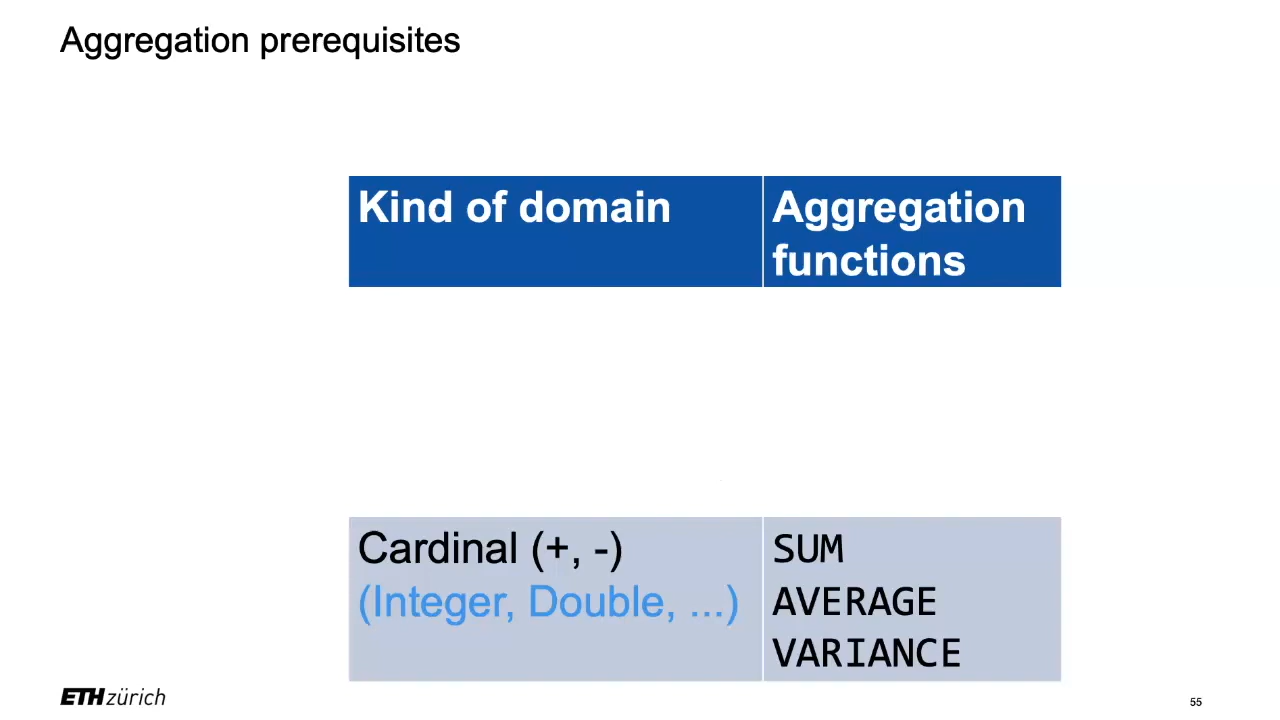 Aggregation prerequisites
Kind of domain
Aggregation
functions
Cardinal (+, -)
(Integer, Double, ...)
SUM
AVERAGE
VARIANCE
ETH zürich
55